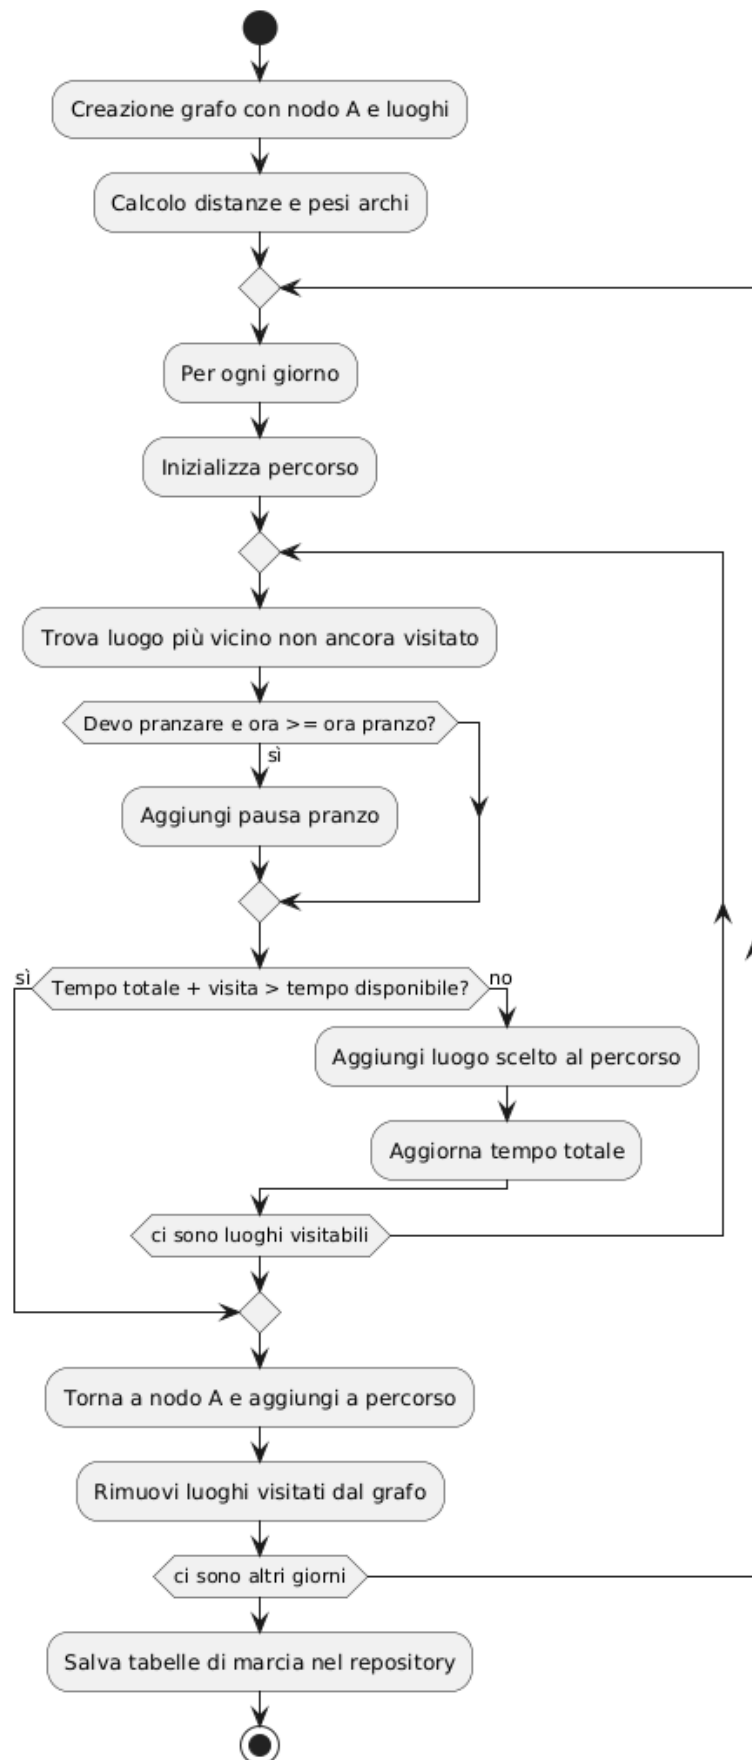 Creazione grafo con nodo A e luoghi
Calcolo distanze e pesi archi
Per ogni giorno
Inizializza percorso
Trova luogo più vicino non ancora visitato
Devo pranzare e ora >= ora pranzo?
sì
Aggiungi pausa pranzo
sì
Tempo totale + visita > tempo disponibile?
no
Aggiungi luogo scelto al percorso
Aggiorna tempo totale
ci sono luoghi visitabili
Torna a nodo A e aggiungi a percorso
Rimuovi luoghi visitati dal grafo
ci sono altri giorni
Salva tabelle di marcia nel repository